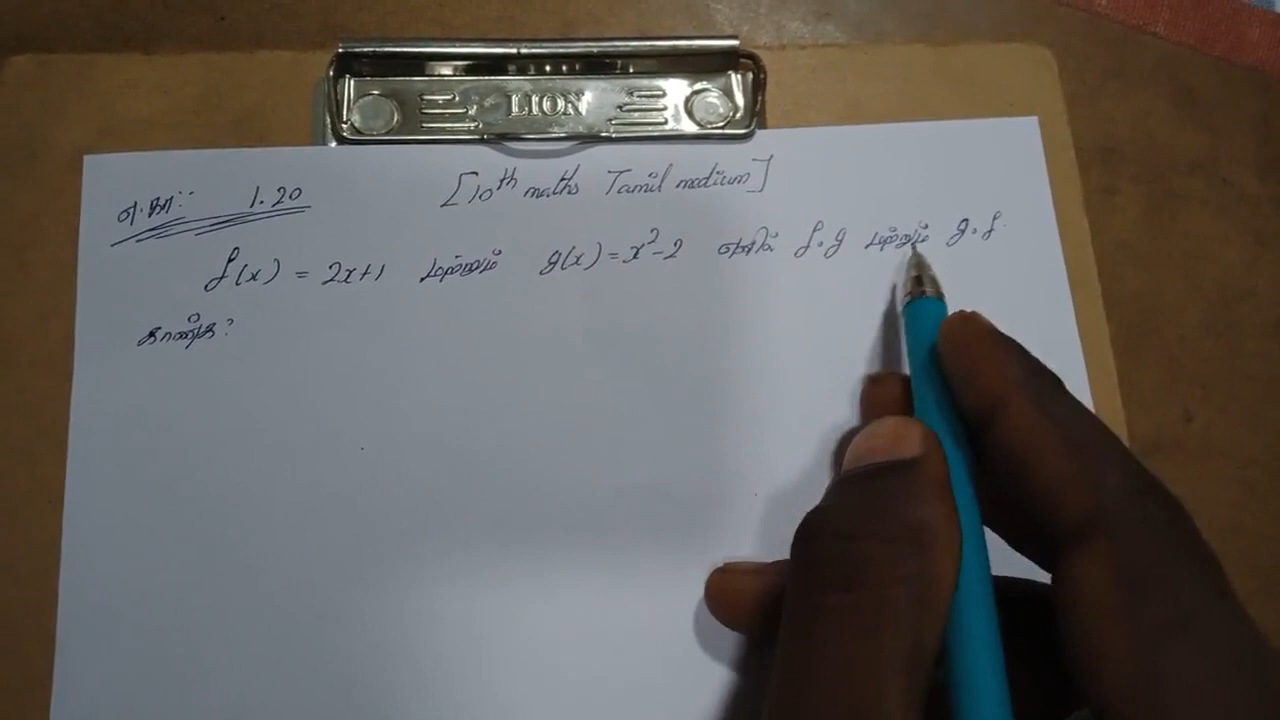 LION
எ.கா:: 1.20 [10th maths Tamil medium]
f(x) = 2x+1 மற்றும் g(x) = x²-2 எனில் f∘g மற்றும் g∘f.
காண்க?